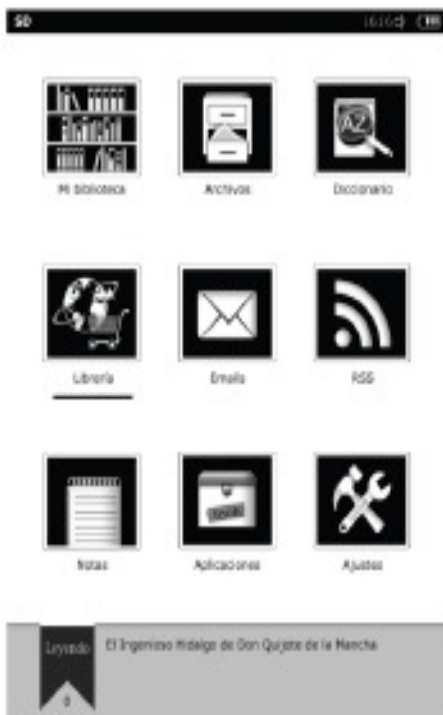 SD
Mi biblioteca
Archivos
Diccionario
Librería
Emails
RSS
Notas
Aplicaciones
Ajustes
Leyendo
El Ingenioso Hidalgo de Don Quijote de la Mancha
0